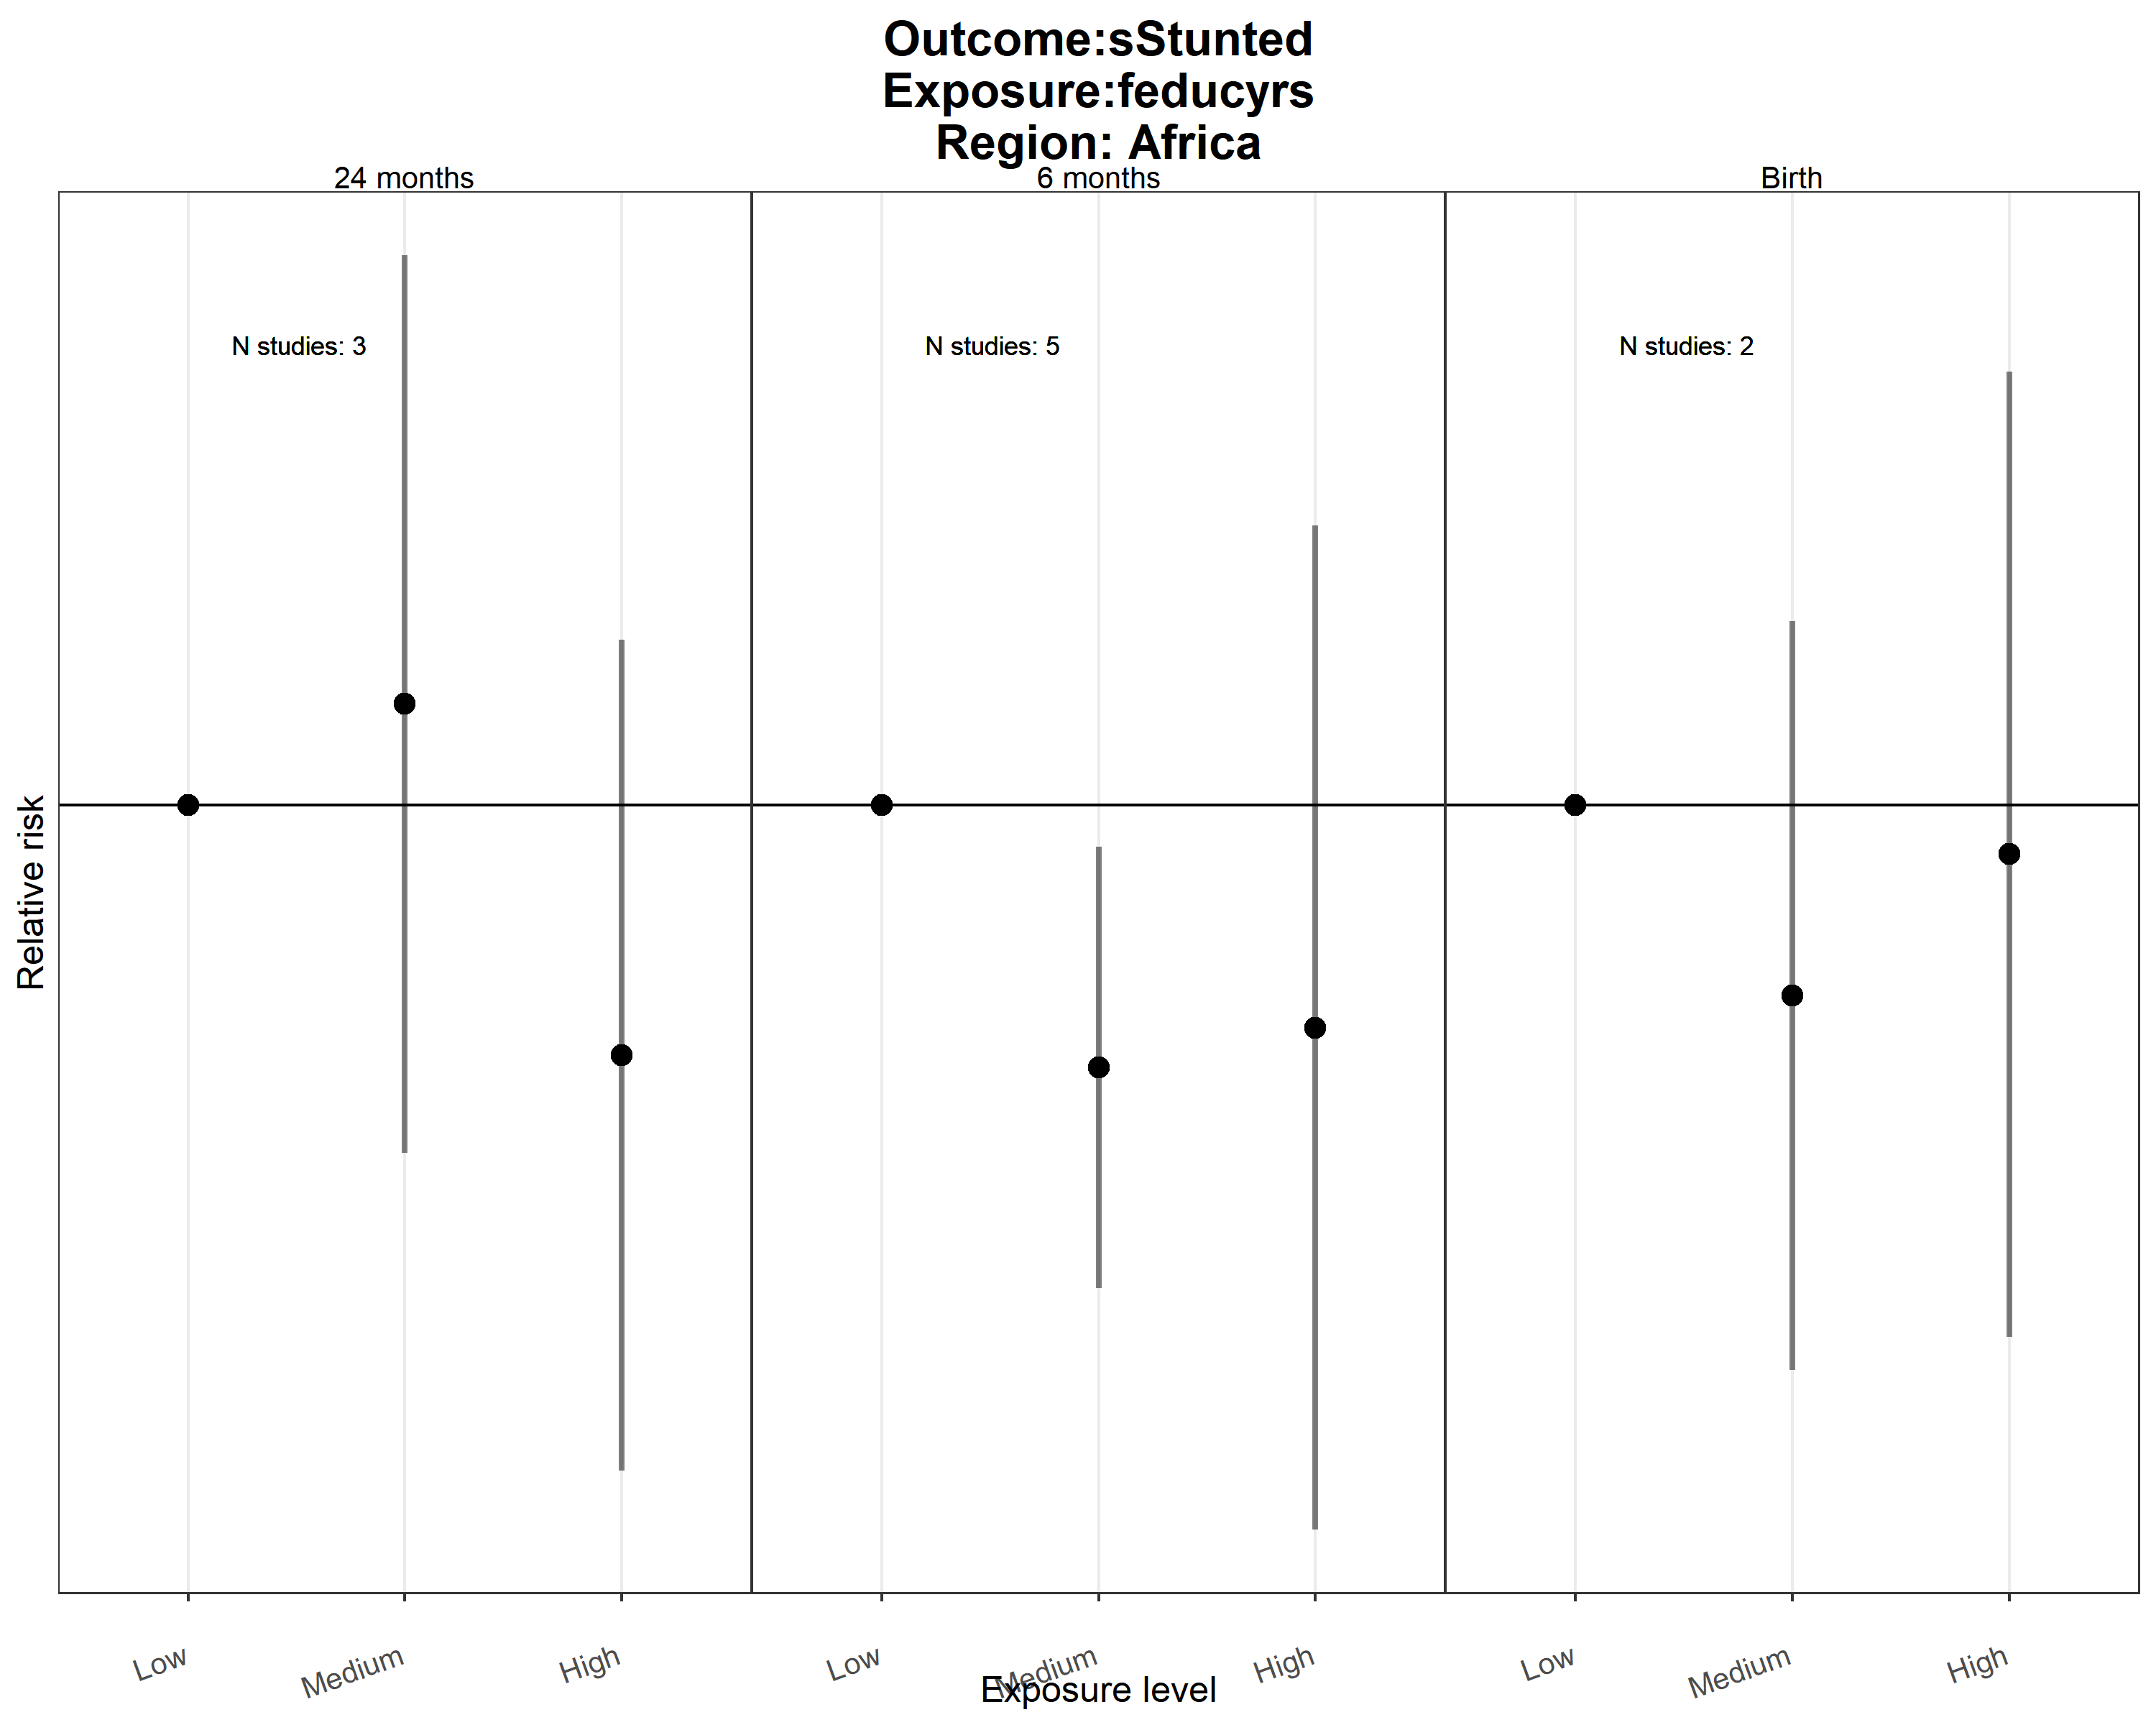 Outcome:sStunted
Exposure:feducyrs
Region: Africa
24 months
6 months
Birth
N studies: 3
N studies: 5
N studies: 2
Relative risk
Low
Medium
High
Low
Medium
High
Low
Medium
High
Exposure level